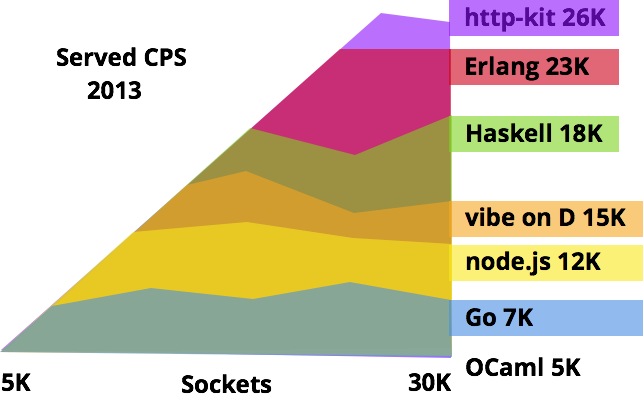 Served CPS
2013
http-kit 26K
Erlang 23K
Haskell 18K
vibe on D 15K
node.js 12K
Go 7K
OCaml 5K
5K
Sockets
30K